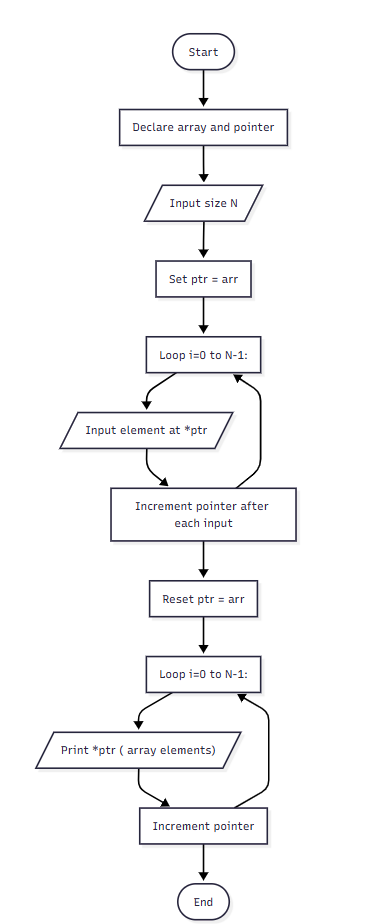 Start
Declare array and pointer
Input size N
Set ptr = arr
Loop i=0 to N-1:
Input element at *ptr
Increment pointer after
each input
Reset ptr = arr
Loop i=0 to N-1:
Print *ptr ( array elements)
Increment pointer
End